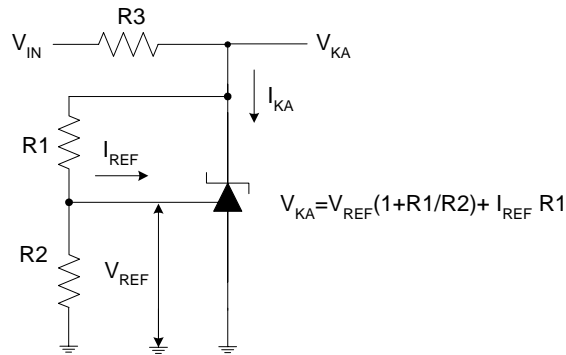 R3
V_IN
V_KA
I_KA
R1
I_REF
V_KA=V_REF(1+R1/R2)+ I_REF R1
R2
V_REF